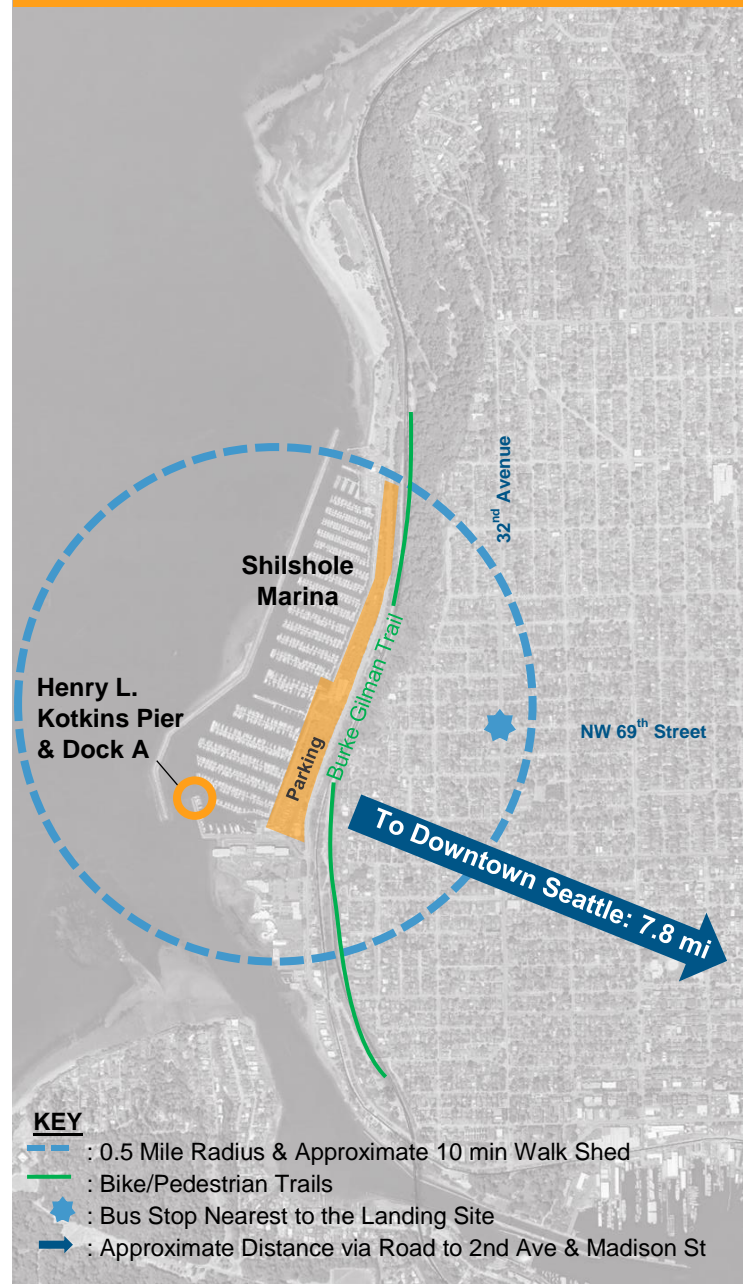 32nd Avenue
Shilshole
Marina
Burke Gilman Trail
Henry L.
Kotkins Pier
& Dock A
NW 69th Street
Parking
To Downtown Seattle: 7.8 mi
KEY
: 0.5 Mile Radius & Approximate 10 min Walk Shed
: Bike/Pedestrian Trails
: Bus Stop Nearest to the Landing Site
: Approximate Distance via Road to 2nd Ave & Madison St